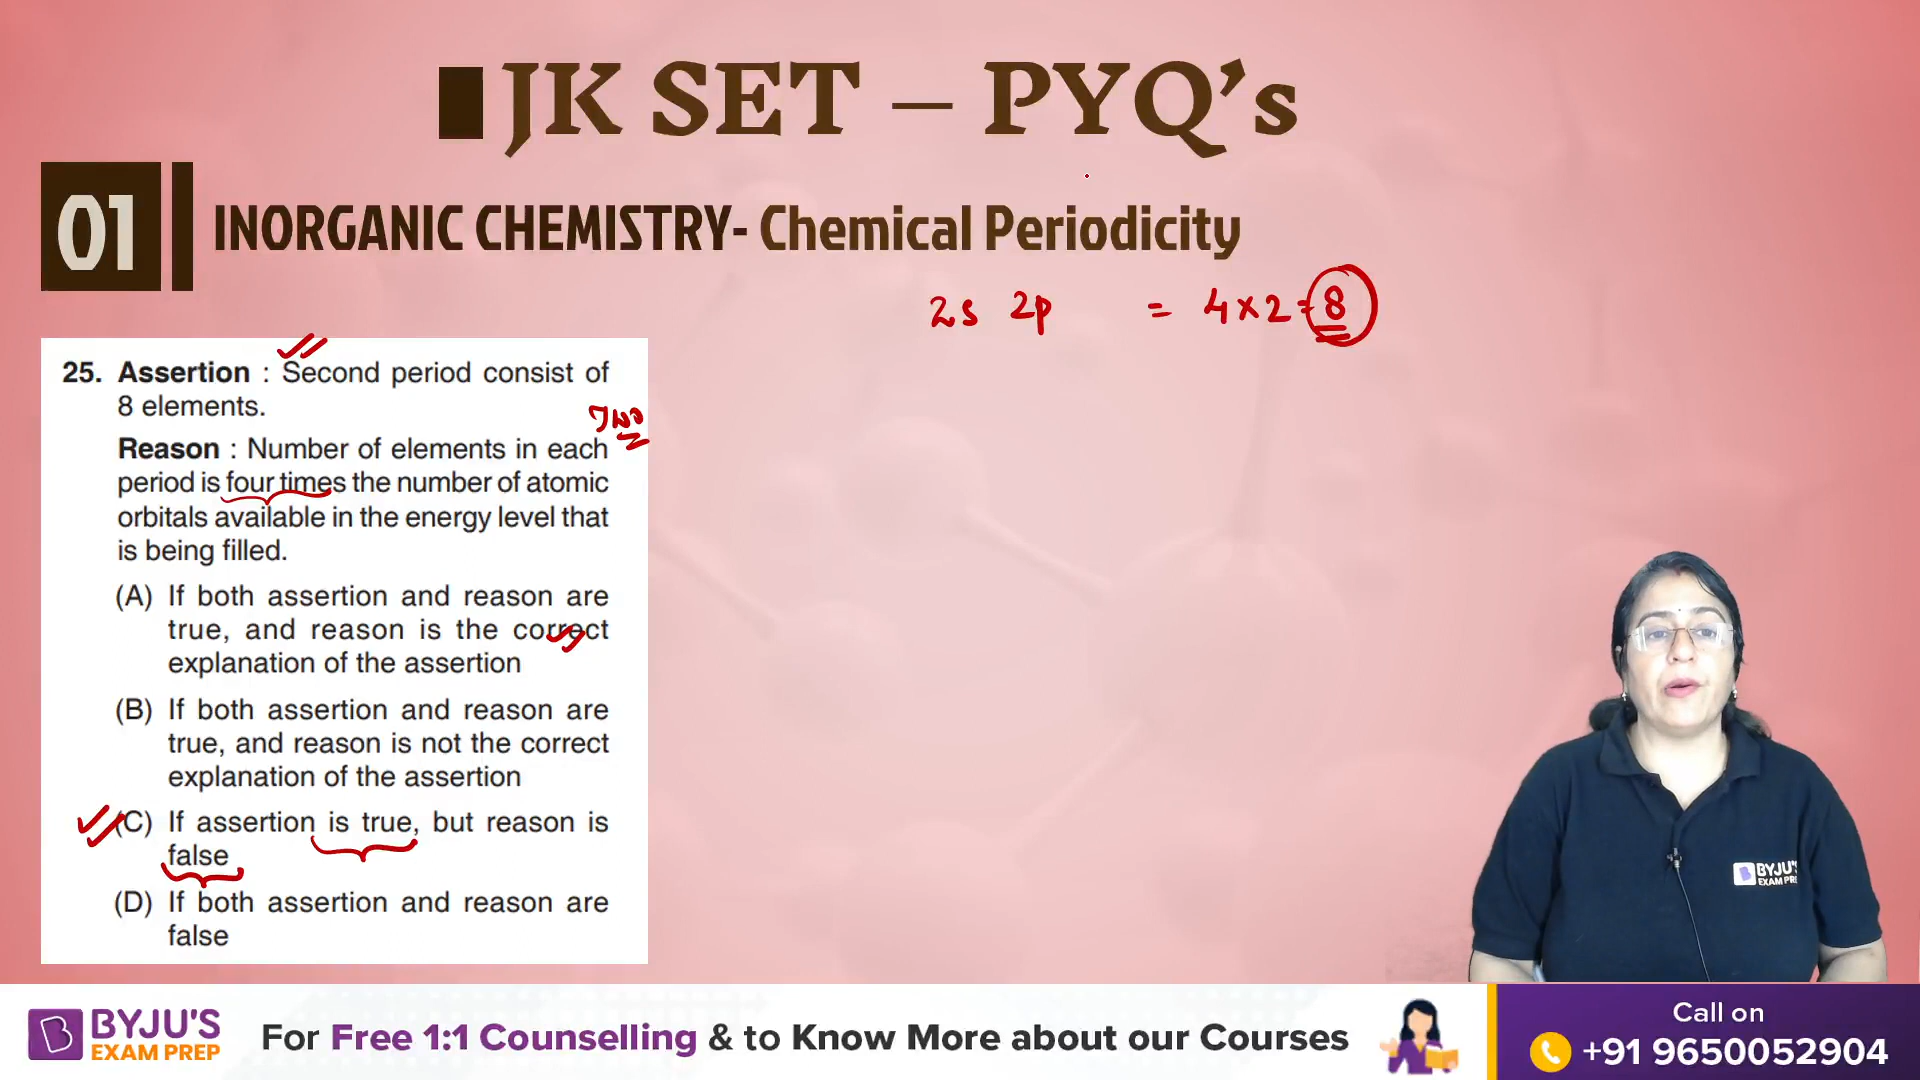 JK SET – PYQ's
01
INORGANIC CHEMISTRY- Chemical Periodicity
2s 2p = 4×2=8
25. Assertion : Second period consist of
8 elements.
Two
Reason : Number of elements in each
period is four times the number of atomic
orbitals available in the energy level that
is being filled.
(A) If both assertion and reason are
true, and reason is the correct
explanation of the assertion
(B) If both assertion and reason are
true, and reason is not the correct
explanation of the assertion
(C) If assertion is true, but reason is
false
(D) If both assertion and reason are
false
BYJU'S
EXAM PREP
BYJU'S
EXAM PREP
For Free 1:1 Counselling & to Know More about our Courses
Call on
+91 9650052904